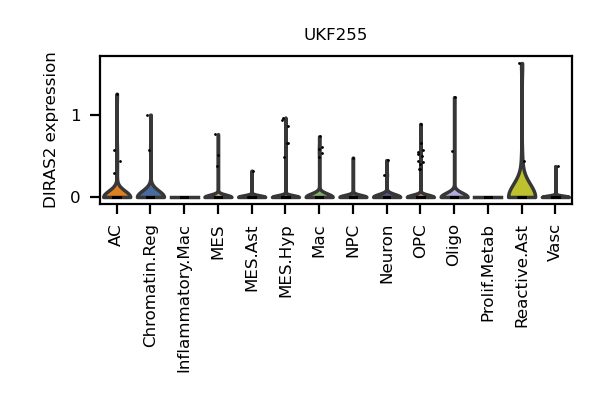 UKF255
DIRAS2 expression
1
0
AC
Chromatin.Reg
Inflammatory.Mac
MES
MES.Ast
MES.Hyp
Mac
NPC
Neuron
OPC
Oligo
Prolif.Metab
Reactive.Ast
Vasc